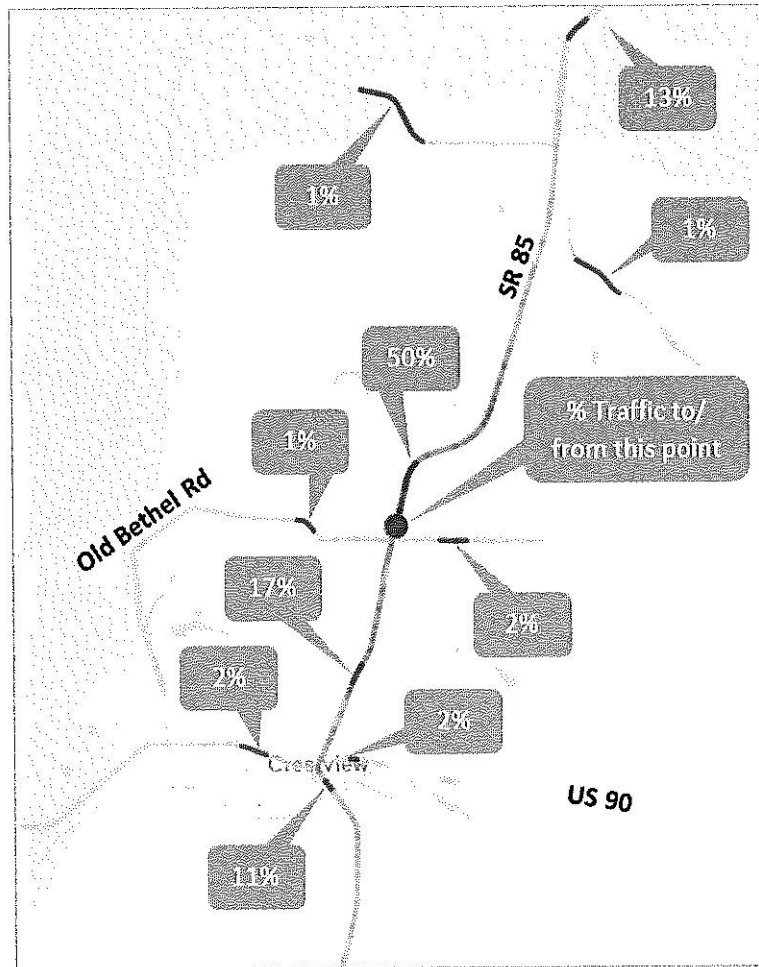 13%
1%
1%
SR 85
50%
% Traffic to/
from this point
1%
Old Bethel Rd
17%
2%
2%
2%
Crestview
US 90
11%